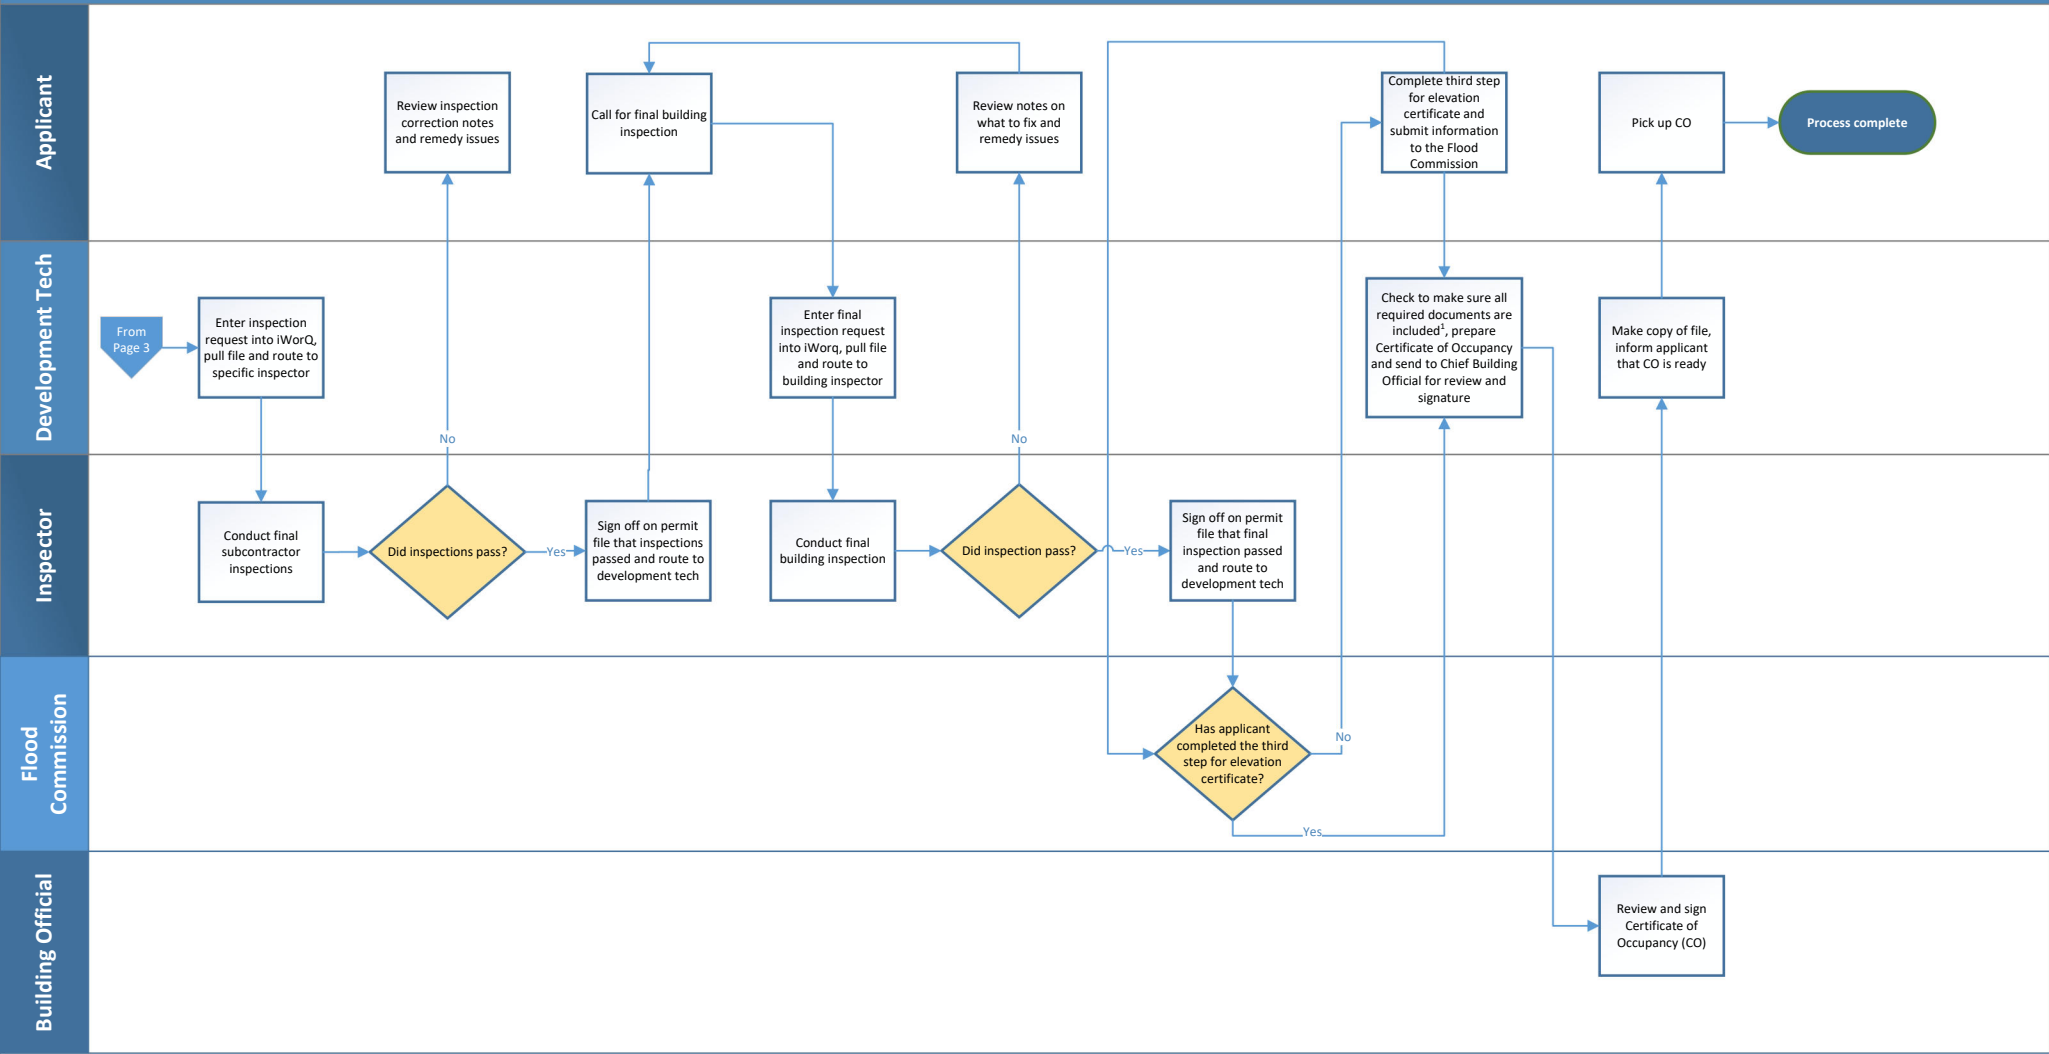 Applicant
Review inspection
correction notes
and remedy issues
Call for final building
inspection
Review notes on
what to fix and
remedy issues
Complete third step
for elevation
certificate and
submit information
to the Flood
Commission
Pick up CO
Process complete
Development Tech
From
Page 3
Enter inspection
request into iWorQ,
pull file and route to
specific inspector
No
Enter final
inspection request
into iWorq, pull file
and route to
building inspector
No
Check to make sure all
required documents are
included¹, prepare
Certificate of Occupancy
and send to Chief Building
Official for review and
signature
Make copy of file,
inform applicant
that CO is ready
Inspector
Conduct final
subcontractor
inspections
Did inspections pass?
Yes
Sign off on permit
file that inspections
passed and route to
development tech
Conduct final
building inspection
Did inspection pass?
Yes
Sign off on permit
file that final
inspection passed
and route to
development tech
Flood
Commission
Has applicant
completed the third
step for elevation
certificate?
No
Yes
Building Official
Review and sign
Certificate of
Occupancy (CO)